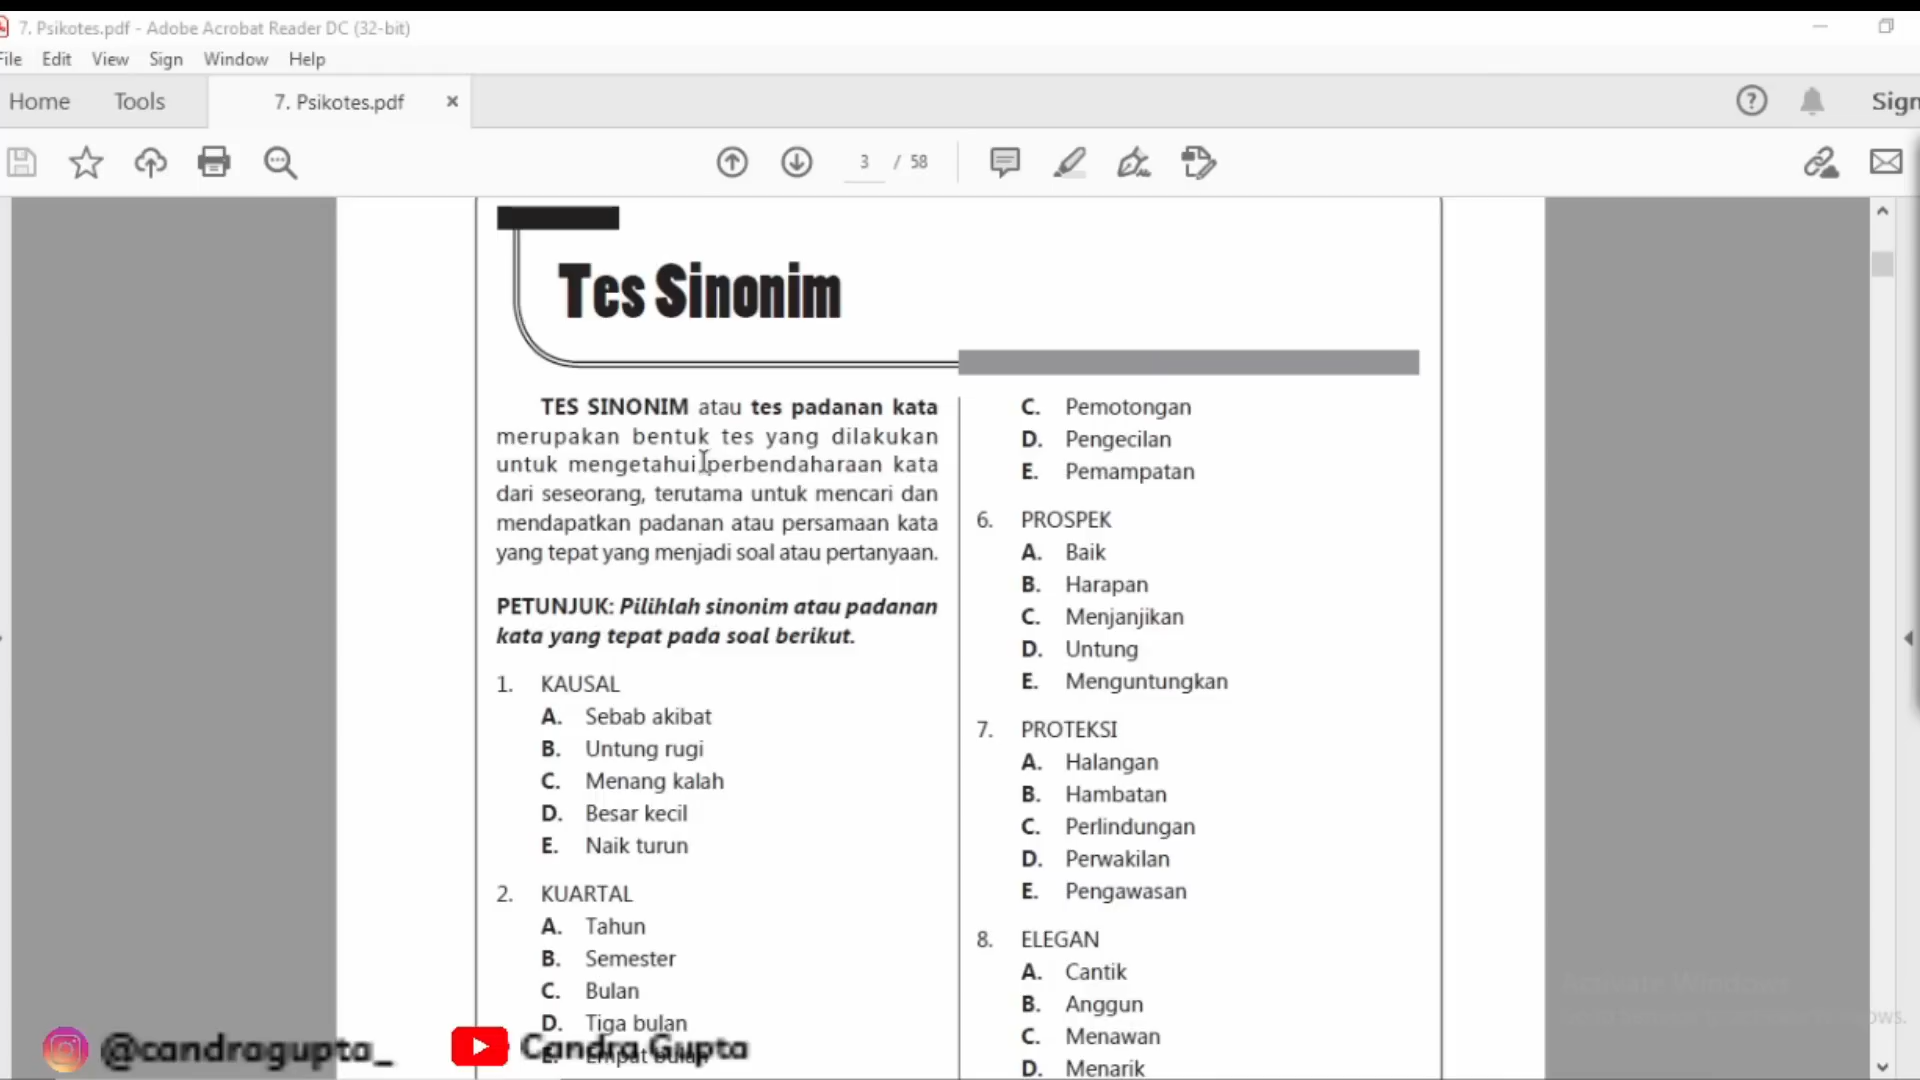 7. Psikotes.pdf - Adobe Acrobat Reader DC (32-bit)
File Edit View Sign Window Help
Home Tools 7. Psikotes.pdf × Sign
3 / 58
Tes Sinonim
TES SINONIM atau tes padanan kata
merupakan bentuk tes yang dilakukan
untuk mengetahui perbendaharaan kata
dari seseorang, terutama untuk mencari dan
mendapatkan padanan atau persamaan kata
yang tepat yang menjadi soal atau pertanyaan.
PETUNJUK: Pilihlah sinonim atau padanan
kata yang tepat pada soal berikut.
1. KAUSAL
A. Sebab akibat
B. Untung rugi
C. Menang kalah
D. Besar kecil
E. Naik turun
2. KUARTAL
A. Tahun
B. Semester
C. Bulan
D. Tiga bulan
E. Empat bulan
C. Pemotongan
D. Pengecilan
E. Pemampatan
6. PROSPEK
A. Baik
B. Harapan
C. Menjanjikan
D. Untung
E. Menguntungkan
7. PROTEKSI
A. Halangan
B. Hambatan
C. Perlindungan
D. Perwakilan
E. Pengawasan
8. ELEGAN
A. Cantik
B. Anggun
C. Menawan
D. Menarik
Activate Windows
@candragupta_ Candra Gupta